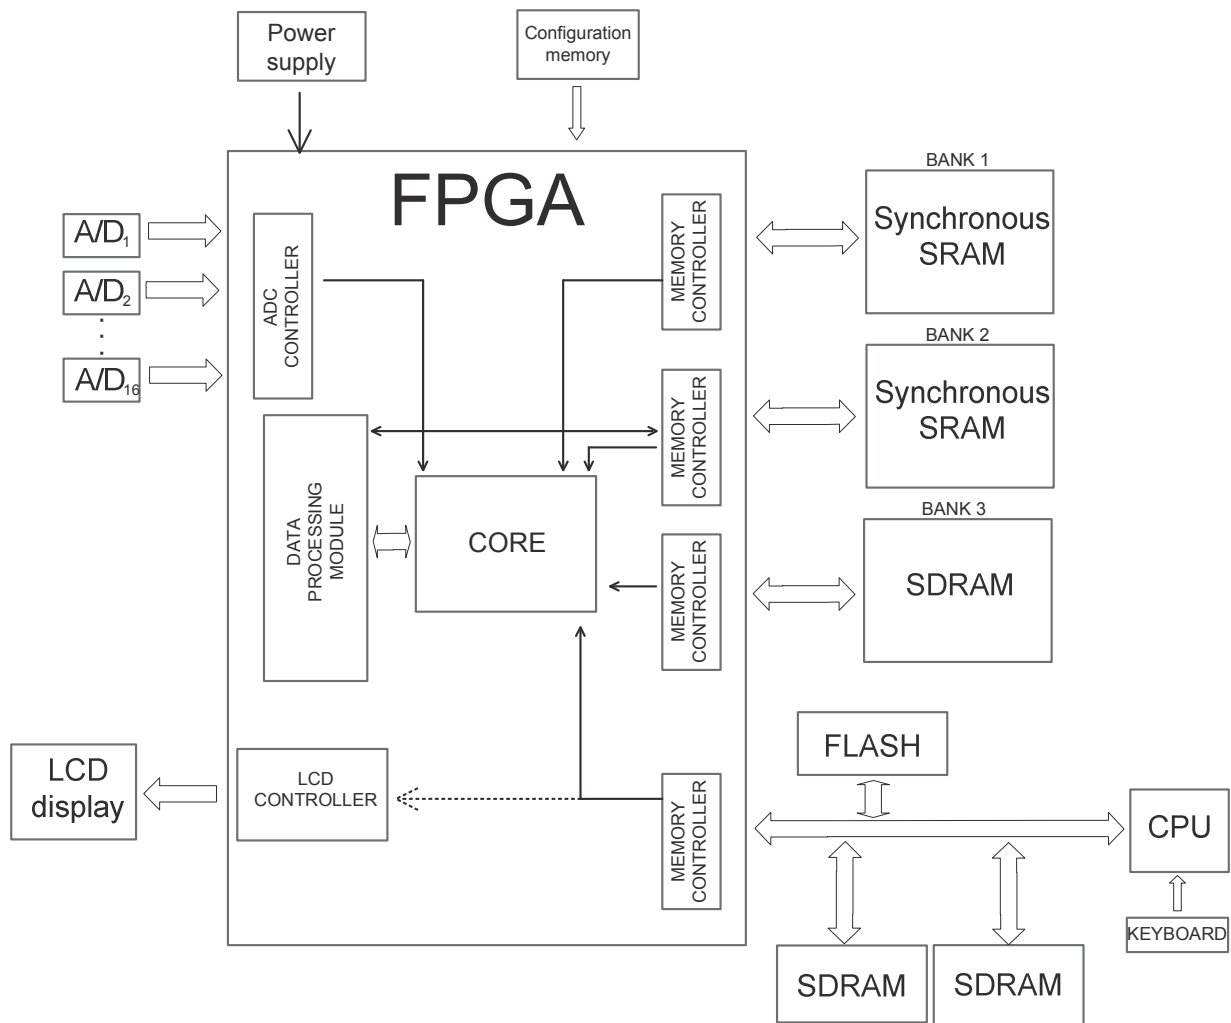 Power
supply
Configuration
memory
FPGA
BANK 1
Synchronous
SRAM
A/D1
A/D2
A/D16
ADC
CONTROLLER
MEMORY
CONTROLLER
BANK 2
Synchronous
SRAM
MEMORY
CONTROLLER
DATA
PROCESSING
MODULE
CORE
BANK 3
SDRAM
MEMORY
CONTROLLER
FLASH
LCD
display
LCD
CONTROLLER
MEMORY
CONTROLLER
CPU
KEYBOARD
SDRAM
SDRAM